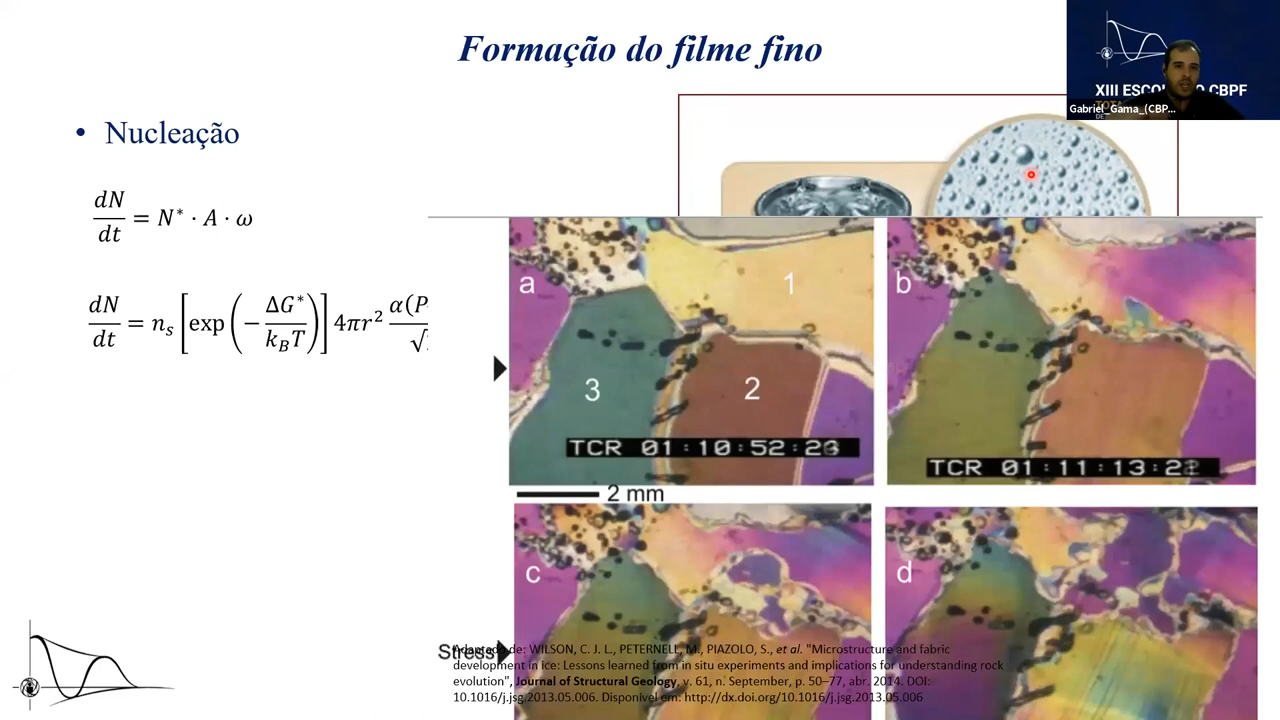 Formação do filme fino
XIII ESCO O CBPF
Gabriel_Gama_(CBP...
• Nucleação
dN/dt = N* · A · ω
dN/dt = n_s [exp(−ΔG*/k_BT)] 4πr² α(P
a
1
2
3
TCR 01:10:52:2
b
TCR 01:11:13:22
2 mm
c
d
Stress
Adaptado de: WILSON, C. J. L., PETERNELL, M., PIAZOLO, S., et al. "Microstructure and fabric
development in ice: Lessons learned from in situ experiments and implications for understanding rock
evolution", Journal of Structural Geology, v. 61, n. September, p. 50–77, abr. 2014. DOI:
10.1016/j.jsg.2013.05.006. Disponível em: http://dx.doi.org/10.1016/j.jsg.2013.05.006